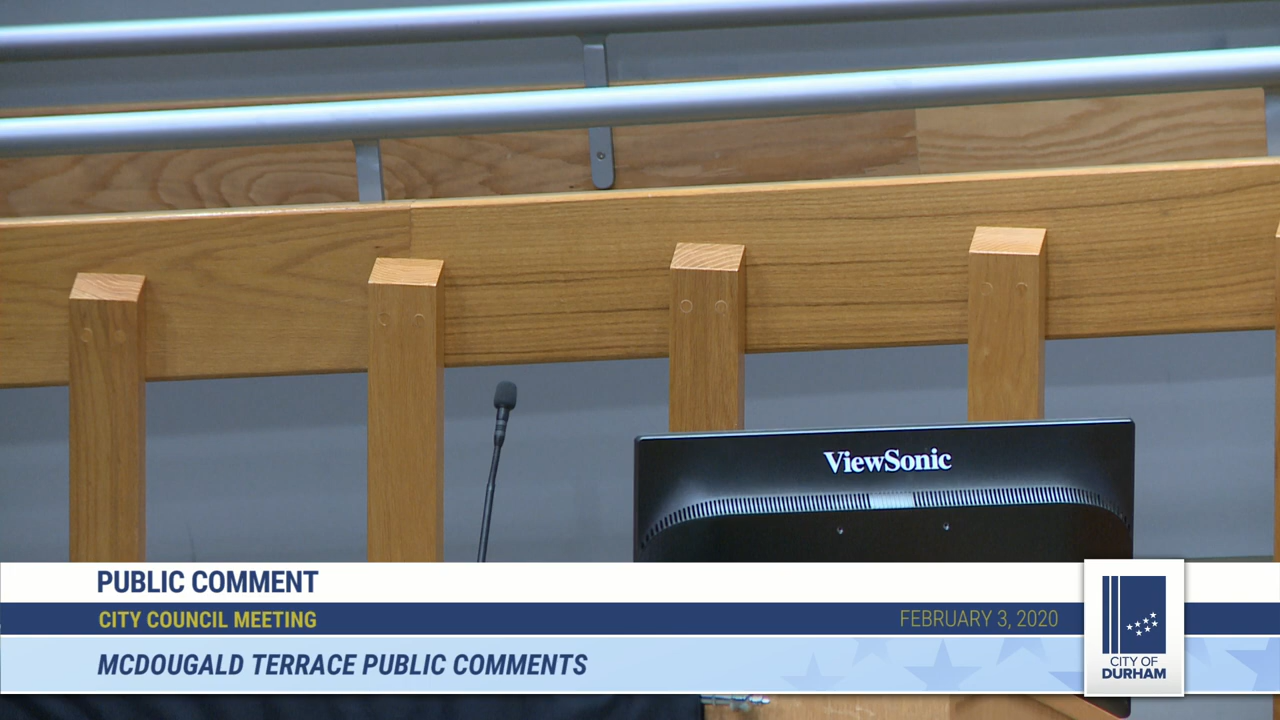 ViewSonic
PUBLIC COMMENT
CITY COUNCIL MEETING
FEBRUARY 3, 2020
MCDOUGALD TERRACE PUBLIC COMMENTS
CITY OF
DURHAM